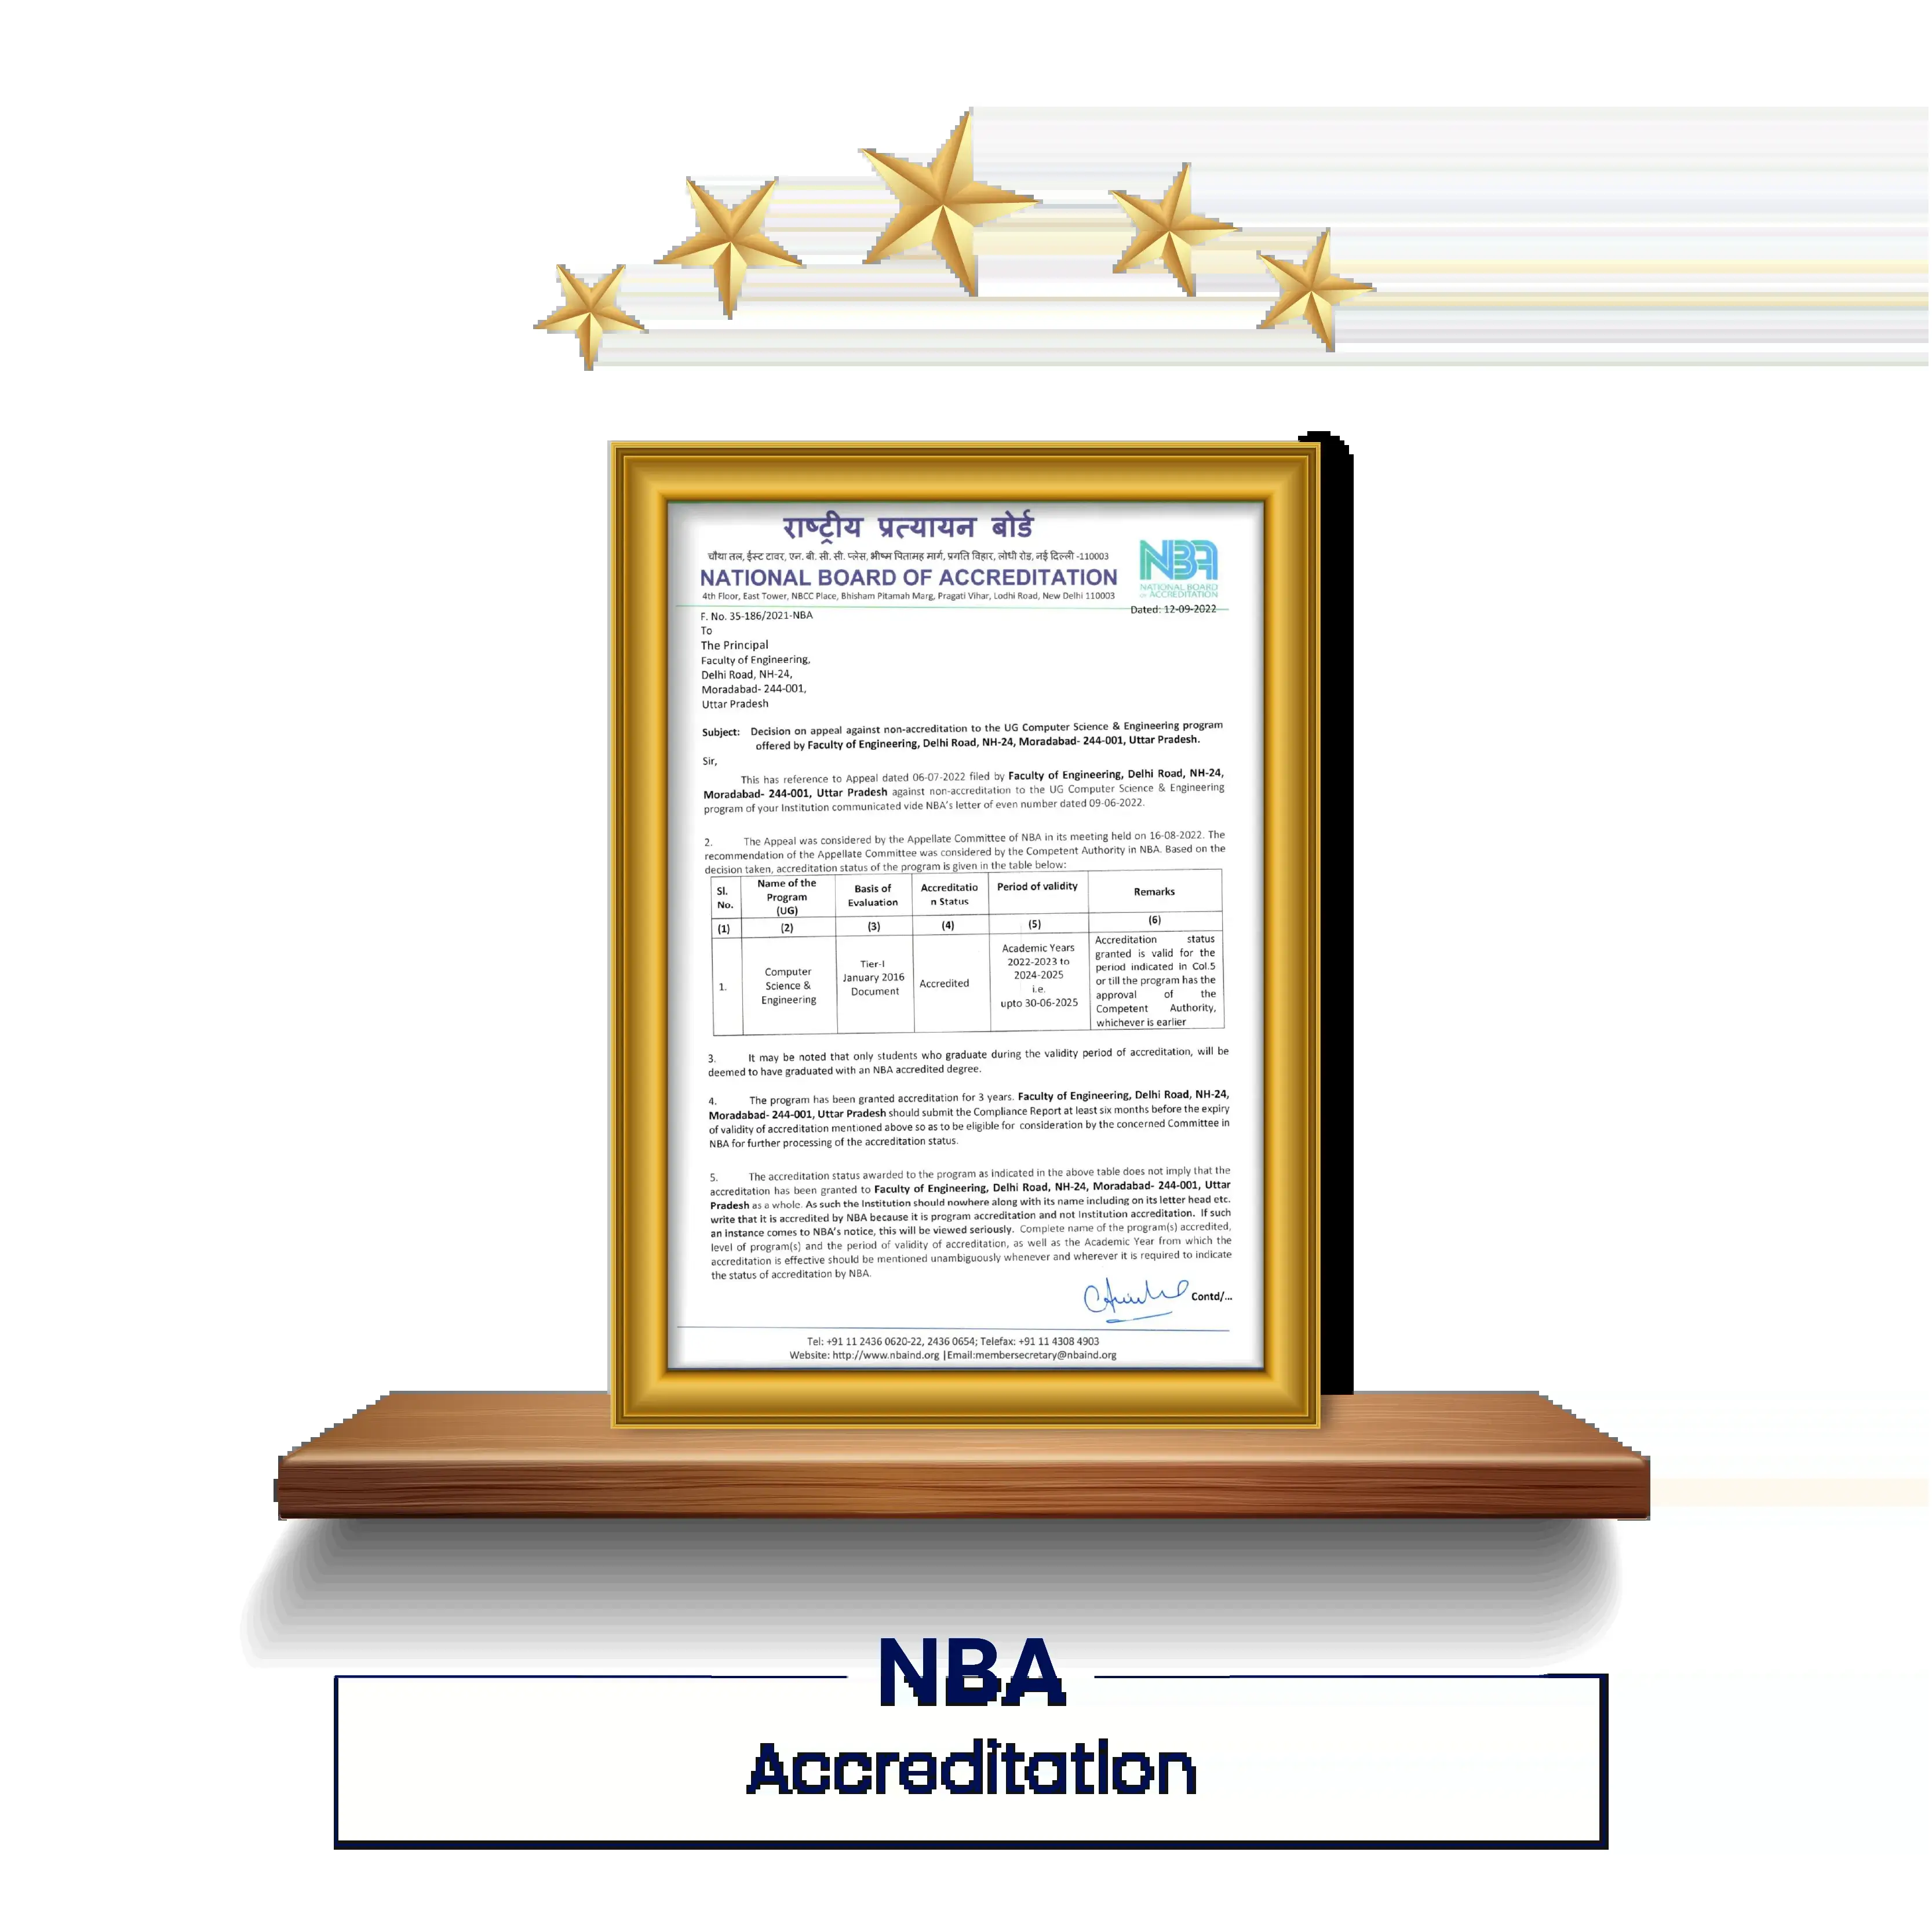 राष्ट्रीय प्रत्यायन बोर्ड
चौथा तल, ईस्ट टावर, एन. बी. सी. सी. प्लेस, भीष्म पितामह मार्ग, प्रगति विहार, लोधी रोड, नई दिल्ली -110003
NATIONAL BOARD OF ACCREDITATION
4th Floor, East Tower, NBCC Place, Bhisham Pitamah Marg, Pragati Vihar, Lodhi Road, New Delhi 110003
NBA
NATIONAL BOARD
of ACCREDITATION
Dated: 12-09-2022
F. No. 35-186/2021-NBA
To
The Principal
Faculty of Engineering,
Delhi Road, NH-24,
Moradabad- 244-001,
Uttar Pradesh
Subject: Decision on appeal against non-accreditation to the UG Computer Science & Engineering program
offered by Faculty of Engineering, Delhi Road, NH-24, Moradabad- 244-001, Uttar Pradesh.
Sir,
This has reference to Appeal dated 06-07-2022 filed by Faculty of Engineering, Delhi Road, NH-24,
Moradabad- 244-001, Uttar Pradesh against non-accreditation to the UG Computer Science & Engineering
program of your Institution communicated vide NBA's letter of even number dated 09-06-2022.
2. The Appeal was considered by the Appellate Committee of NBA in its meeting held on 16-08-2022. The
recommendation of the Appellate Committee was considered by the Competent Authority in NBA. Based on the
decision taken, accreditation status of the program is given in the table below:
Sl.
No.
Name of the
Program
(UG)
Basis of
Evaluation
Accreditatio
n Status
Period of validity
Remarks
(1) (2) (3) (4) (5) (6)
1.
Computer
Science &
Engineering
Tier-I
January 2016
Document
Accredited
Academic Years
2022-2023 to
2024-2025
i.e.
upto 30-06-2025
Accreditation status
granted is valid for the
period indicated in Col.5
or till the program has the
approval of the
Competent Authority,
whichever is earlier
3. It may be noted that only students who graduate during the validity period of accreditation, will be
deemed to have graduated with an NBA accredited degree.
4. The program has been granted accreditation for 3 years. Faculty of Engineering, Delhi Road, NH-24,
Moradabad- 244-001, Uttar Pradesh should submit the Compliance Report at least six months before the expiry
of validity of accreditation mentioned above so as to be eligible for consideration by the concerned Committee in
NBA for further processing of the accreditation status.
5. The accreditation status awarded to the program as indicated in the above table does not imply that the
accreditation has been granted to Faculty of Engineering, Delhi Road, NH-24, Moradabad- 244-001, Uttar
Pradesh as a whole. As such the Institution should nowhere along with its name including on its letter head etc.
write that it is accredited by NBA because it is program accreditation and not Institution accreditation. If such
an instance comes to NBA's notice, this will be viewed seriously. Complete name of the program(s) accredited,
level of program(s) and the period of validity of accreditation, as well as the Academic Year from which the
accreditation is effective should be mentioned unambiguously whenever and wherever it is required to indicate
the status of accreditation by NBA.
Contd/...
Tel: +91 11 2436 0620-22, 2436 0654; Telefax: +91 11 4308 4903
Website: http://www.nbaind.org |Email:membersecretary@nbaind.org
NBA
Accreditation